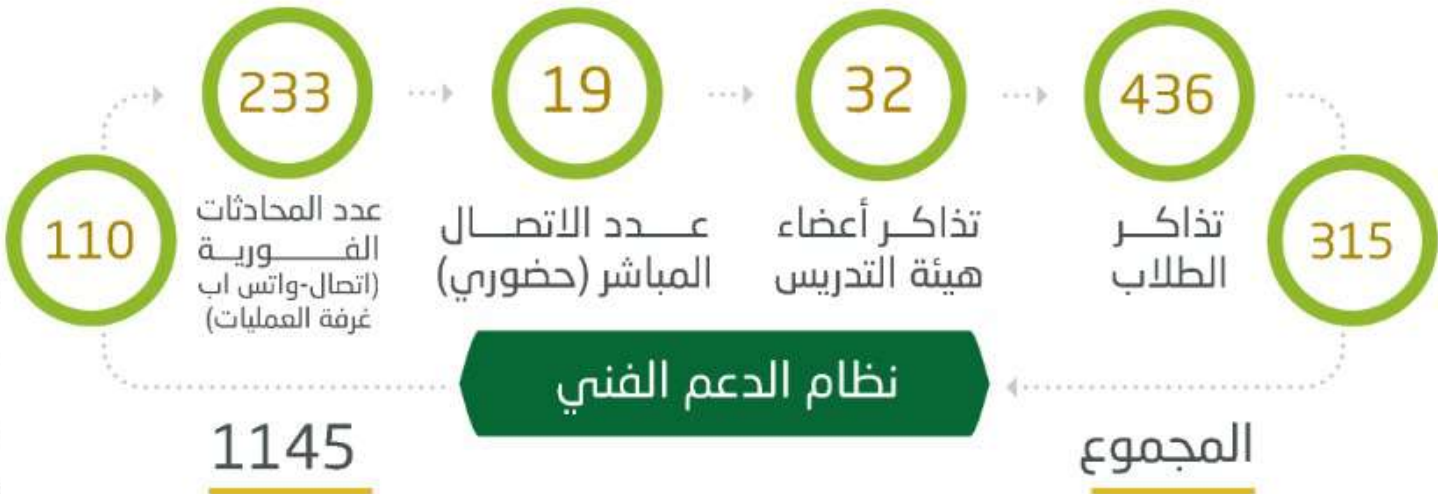 315
436
تذاكر
الطلاب
32
تذاكر أعضاء
هيئة التدريس
19
عدد الاتصال
المباشر (حضوري)
233
عدد المحادثات
الفورية
(اتصال-واتس اب
غرفة العمليات)
110
نظام الدعم الفني
المجموع
1145